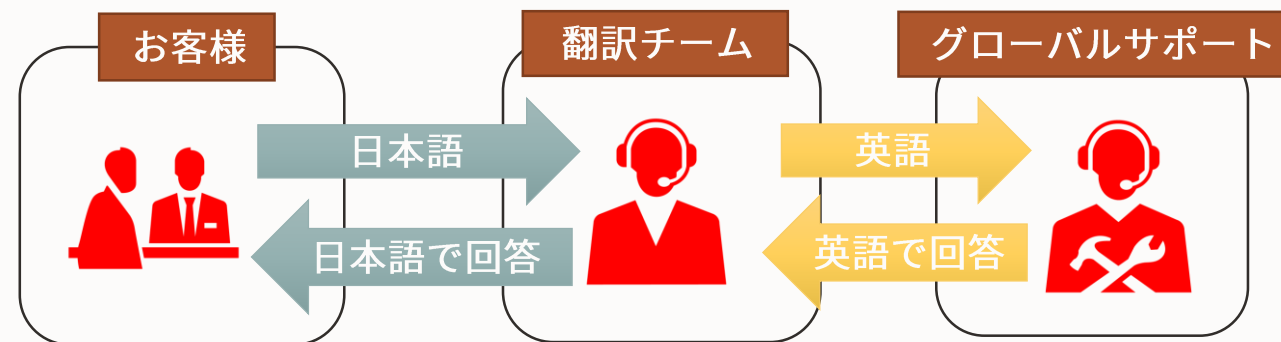 お客様
翻訳チーム
グローバルサポート
日本語
英語
日本語で回答
英語で回答